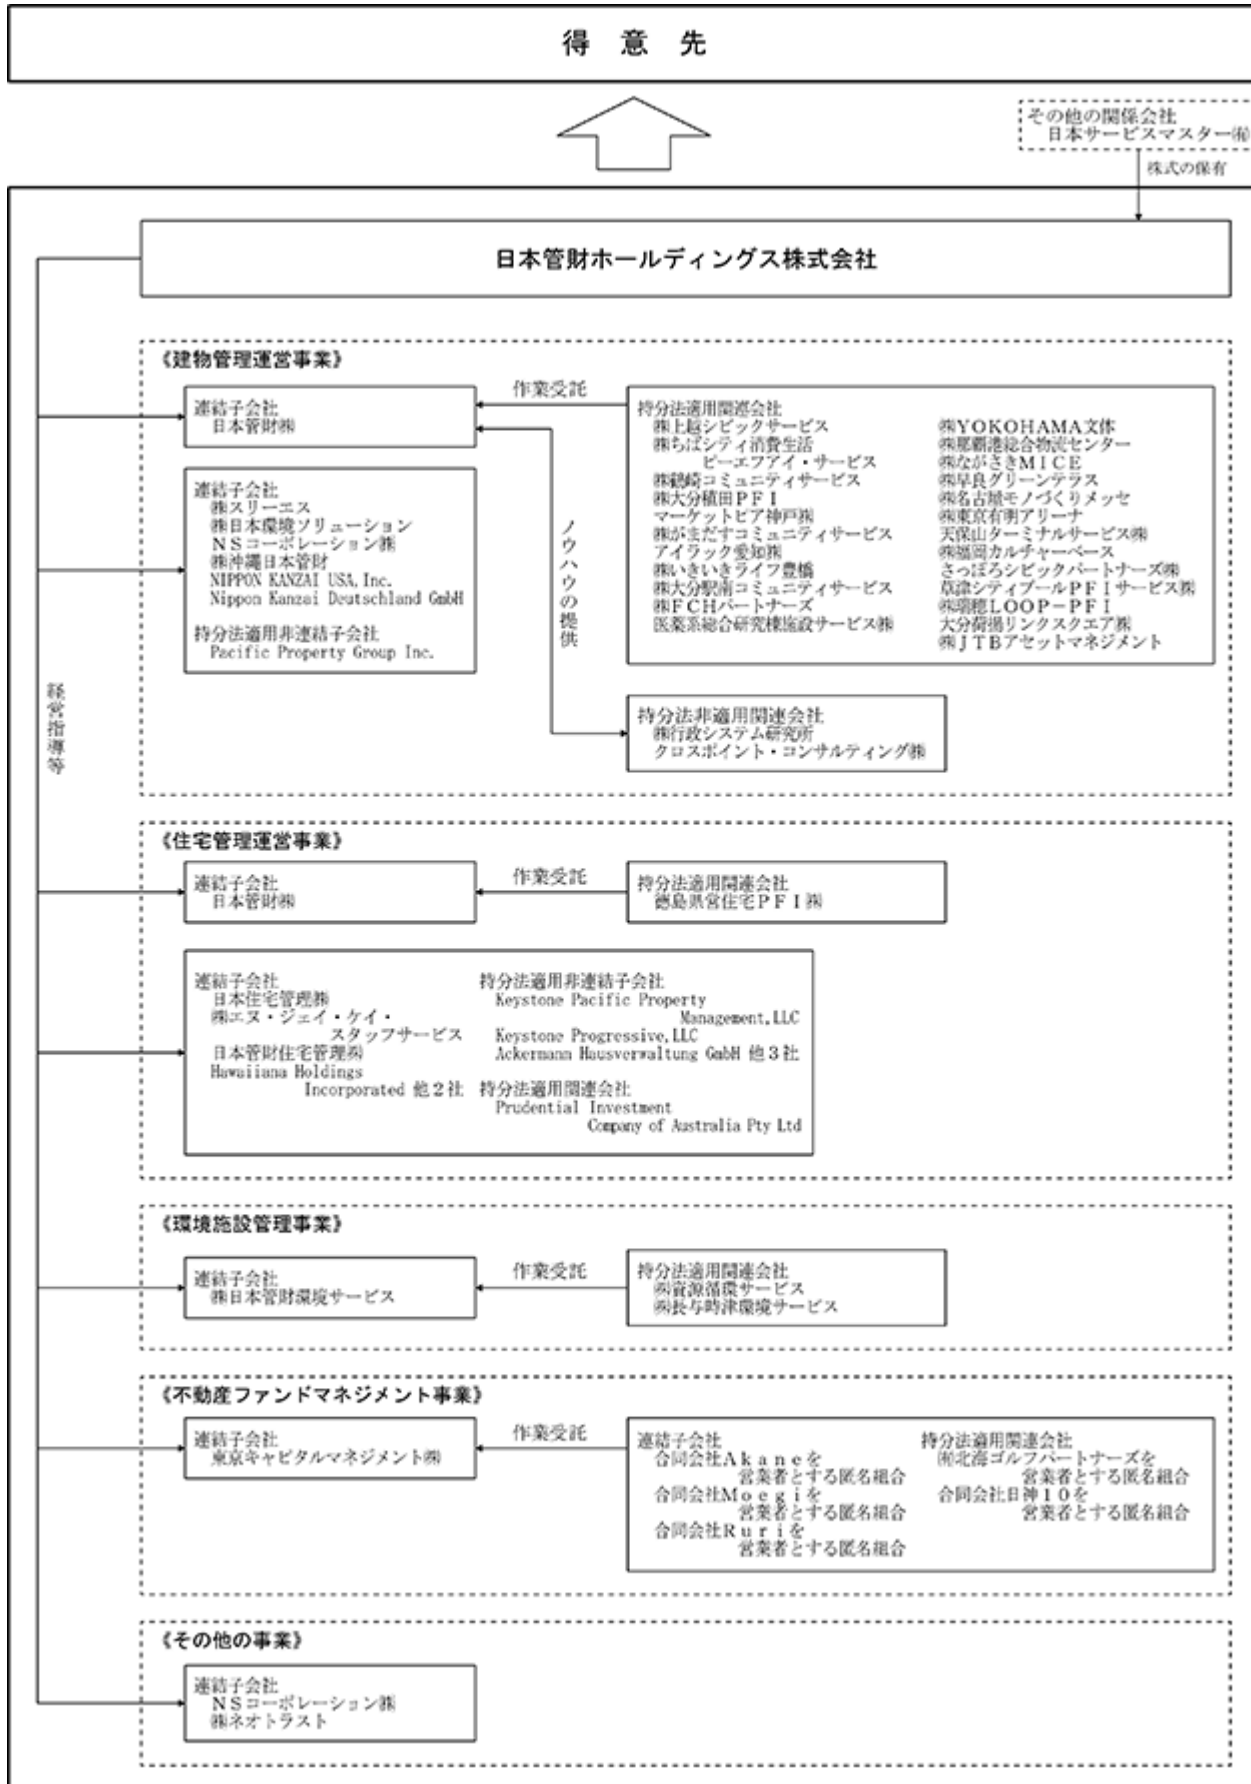 得意先
その他の関係会社
日本サービスマスター㈲
株式の保有
日本管財ホールディングス株式会社
経営指導等
《建物管理運営事業》
連結子会社
日本管財㈱
作業受託
ノウハウの提供
連結子会社
㈱スリーエス
㈱日本環境ソリューション
NSコーポレーション㈱
㈱沖縄日本管財
NIPPON KANZAI USA,Inc.
Nippon Kanzai Deutschland GmbH
持分法適用非連結子会社
Pacific Property Group Inc.
持分法適用関連会社
㈱上越シビックサービス
㈱ちばシティ消費生活
ピーエフアイ・サービス
㈱鶴崎コミュニティサービス
㈱大分稙田PFI
マーケットピア神戸㈱
㈱がまだすコミュニティサービス
アイラック愛知㈱
㈱いきいきライフ豊橋
㈱大分駅南コミュニティサービス
㈱FCHパートナーズ
医薬系総合研究棟施設サービス㈱
㈱YOKOHAMA文体
㈱那覇港総合物流センター
㈱ながさきMICE
㈱早良グリーンテラス
㈱名古屋モノづくりメッセ
㈱東京有明アリーナ
天保山ターミナルサービス㈱
㈱福岡カルチャーベース
さっぽろシビックパートナーズ㈱
草津シティプールPFIサービス㈱
㈱瑞穂LOOP-PFI
大分荷揚リンクスクエア㈱
㈱JTBアセットマネジメント
持分法非適用関連会社
㈱行政システム研究所
クロスポイント・コンサルティング㈱
《住宅管理運営事業》
連結子会社
日本管財㈱
作業受託
持分法適用関連会社
徳島県営住宅PFI㈱
連結子会社
日本住宅管理㈱
㈱エヌ・ジェイ・ケイ・
スタッフサービス
日本管財住宅管理㈱
Hawaiiana Holdings
Incorporated 他2社
持分法適用非連結子会社
Keystone Pacific Property
Management,LLC
Keystone Progressive,LLC
Ackermann Hausverwaltung GmbH 他3社
持分法適用関連会社
Prudential Investment
Company of Australia Pty Ltd
《環境施設管理事業》
連結子会社
㈱日本管財環境サービス
作業受託
持分法適用関連会社
㈱資源循環サービス
㈱長与時津環境サービス
《不動産ファンドマネジメント事業》
連結子会社
東京キャピタルマネジメント㈱
作業受託
連結子会社
合同会社Akaneを
営業者とする匿名組合
合同会社Moegiを
営業者とする匿名組合
合同会社Ruriを
営業者とする匿名組合
持分法適用関連会社
㈲北海ゴルフパートナーズを
営業者とする匿名組合
合同会社日神10を
営業者とする匿名組合
《その他の事業》
連結子会社
NSコーポレーション㈱
㈱ネオトラスト